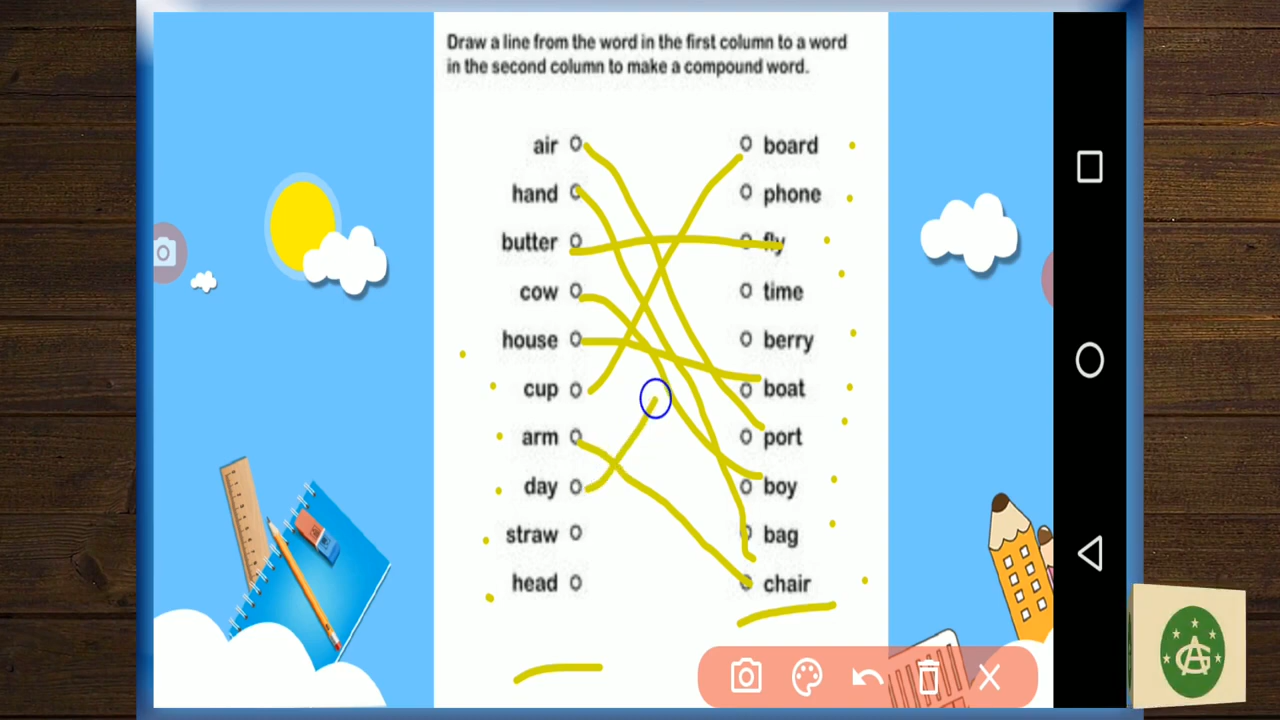 Draw a line from the word in the first column to a word
in the second column to make a compound word.
air board
hand phone
butter fly
cow time
house berry
cup boat
arm port
day boy
straw bag
head chair